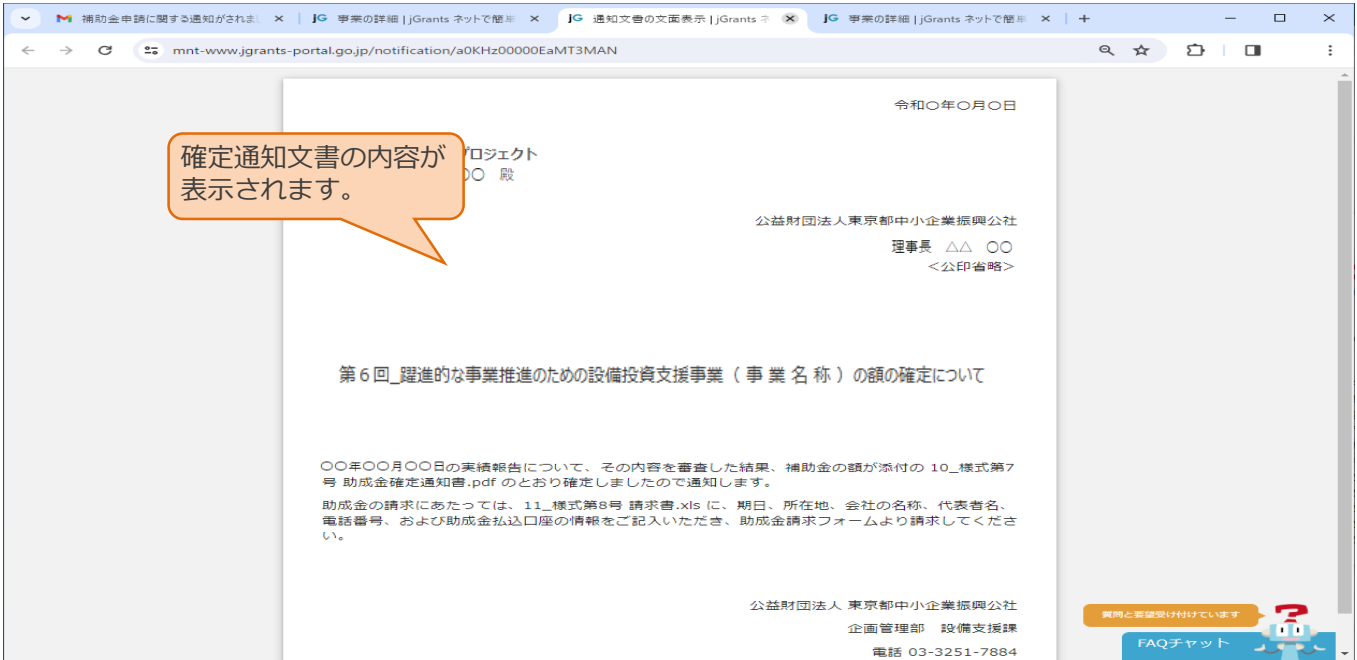 補助金申請に関する通知がされま
JG 事業の詳細 | jGrants ネットで簡単
JG 通知文書の文面表示 | jGrants ネ
JG 事業の詳細 | jGrants ネットで簡単
mnt-www.jgrants-portal.go.jp/notification/a0KHz00000EaMT3MAN
令和〇年〇月〇日
確定通知文書の内容が
表示されます。
プロジェクト
〇〇 殿
公益財団法人東京都中小企業振興公社
理事長 △△ 〇〇
＜公印省略＞
第６回_躍進的な事業推進のための設備投資支援事業（ 事 業 名 称 ）の額の確定について
〇〇年〇〇月〇〇日の実績報告について、その内容を審査した結果、補助金の額が添付の 10_様式第7
号 助成金確定通知書.pdf のとおり確定しましたので通知します。
助成金の請求にあたっては、11_様式第8号 請求書.xls に、期日、所在地、会社の名称、代表者名、
電話番号、および助成金払込口座の情報をご記入いただき、助成金請求フォームより請求してくださ
い。
公益財団法人 東京都中小企業振興公社
企画管理部 設備支援課
電話 03-3251-7884
質問と要望受け付けています
FAQチャット